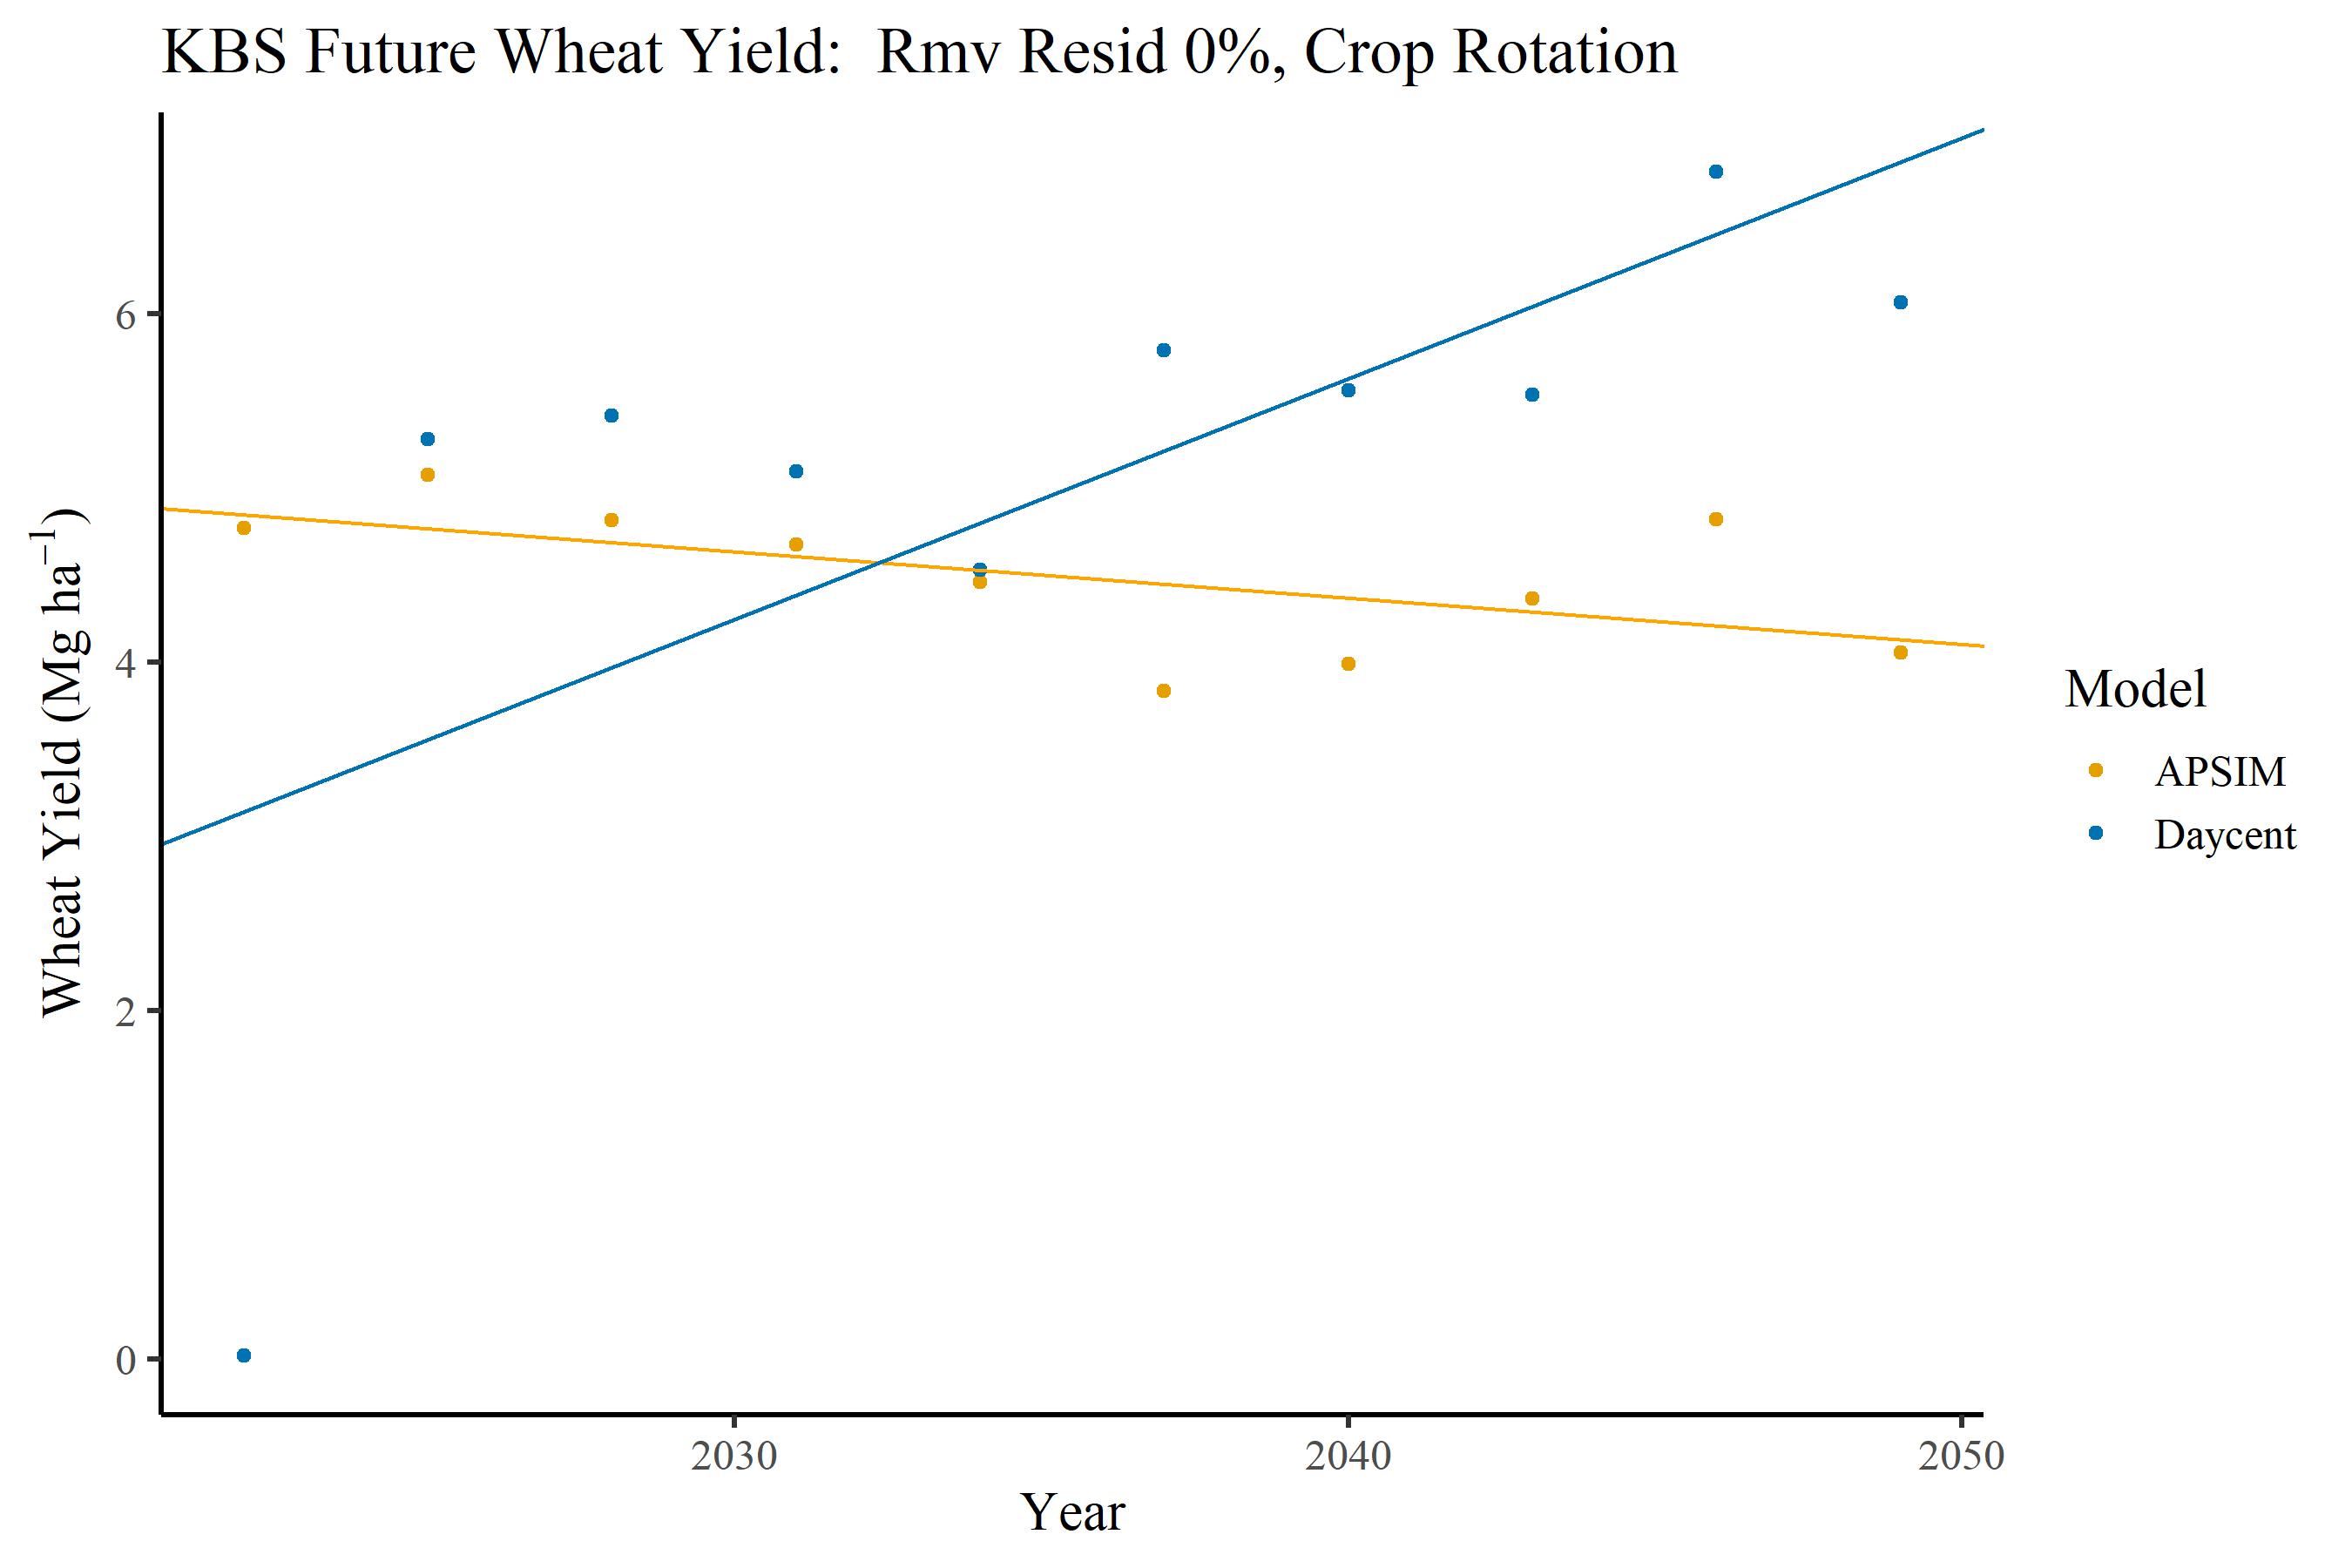 KBS Future Wheat Yield:  Rmv Resid 0%, Crop Rotation
Wheat Yield (Mg ha⁻¹)
6
4
2
0
2030
2040
2050
Year
Model
APSIM
Daycent